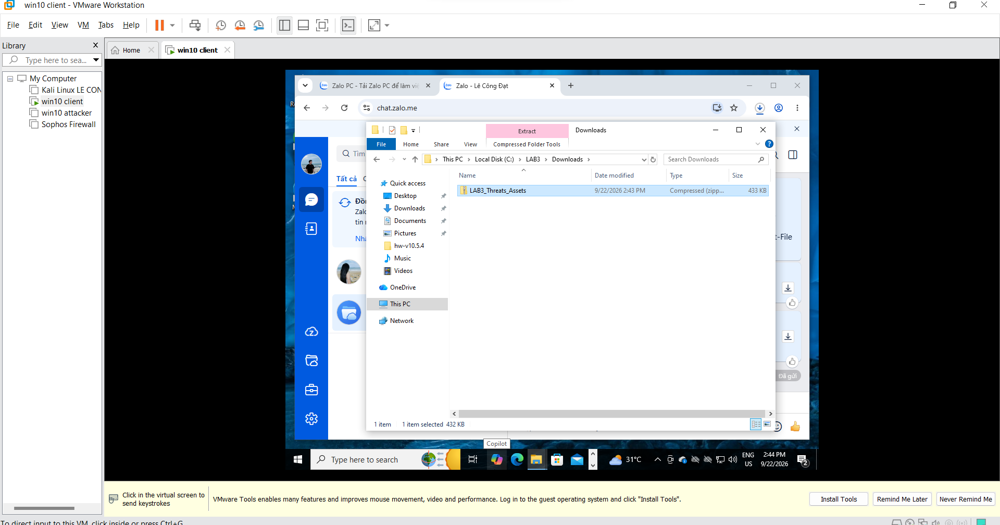 win10 client - VMware Workstation
File Edit View VM Tabs Help
Library
Type here to sea...
My Computer
Kali Linux LE CON
win10 client
win10 attacker
Sophos Firewall
Home
win10 client
Zalo PC - Tải Zalo PC để làm việ
Zalo - Lê Công Đạt
chat.zalo.me
Extract
Downloads
File Home Share View Compressed Folder Tools
This PC Local Disk (C:) LAB3 Downloads
Search Downloads
Tìm
Tất cả
Name Date modified Type Size
LAB3_Threats_Assets 9/22/2026 2:43 PM Compressed (zipp... 433 KB
Quick access
Desktop
Downloads
Documents
Pictures
hw-v10.5.4
Music
Videos
OneDrive
This PC
Network
Zalo
tin
t-File
Đã gửi
1 item 1 item selected 432 KB
Copilot
Type here to search
31°C
ENG
US
2:44 PM
9/22/2026
2
Click in the virtual screen to
send keystrokes
VMware Tools enables many features and improves mouse movement, video and performance. Log in to the guest operating system and click "Install Tools".
Install Tools
Remind Me Later
Never Remind Me
To direct input to this VM, click inside or press Ctrl+G.